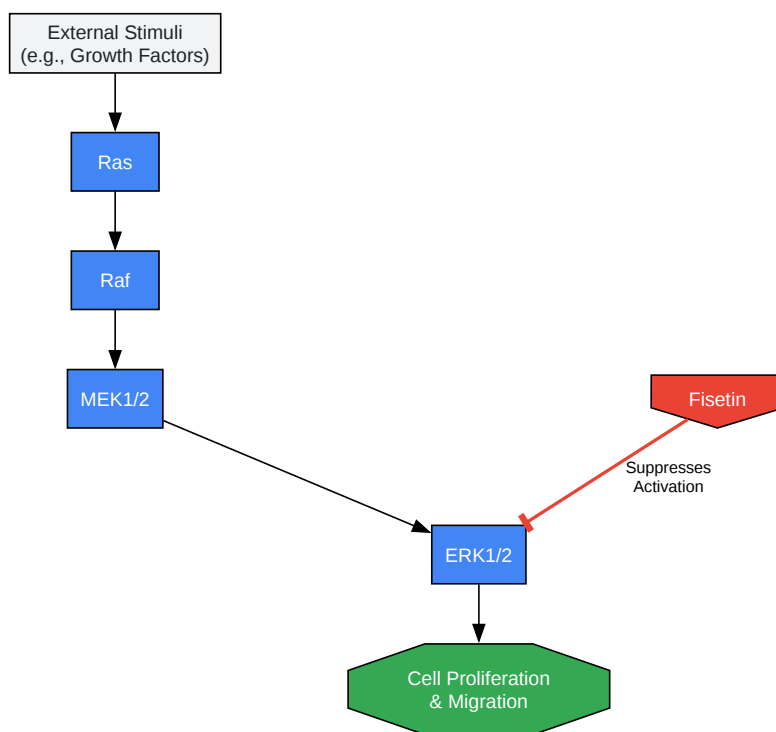 External Stimuli
(e.g., Growth Factors)
Ras
Raf
MEK1/2
Fisetin
Suppresses
Activation
ERK1/2
Cell Proliferation
& Migration